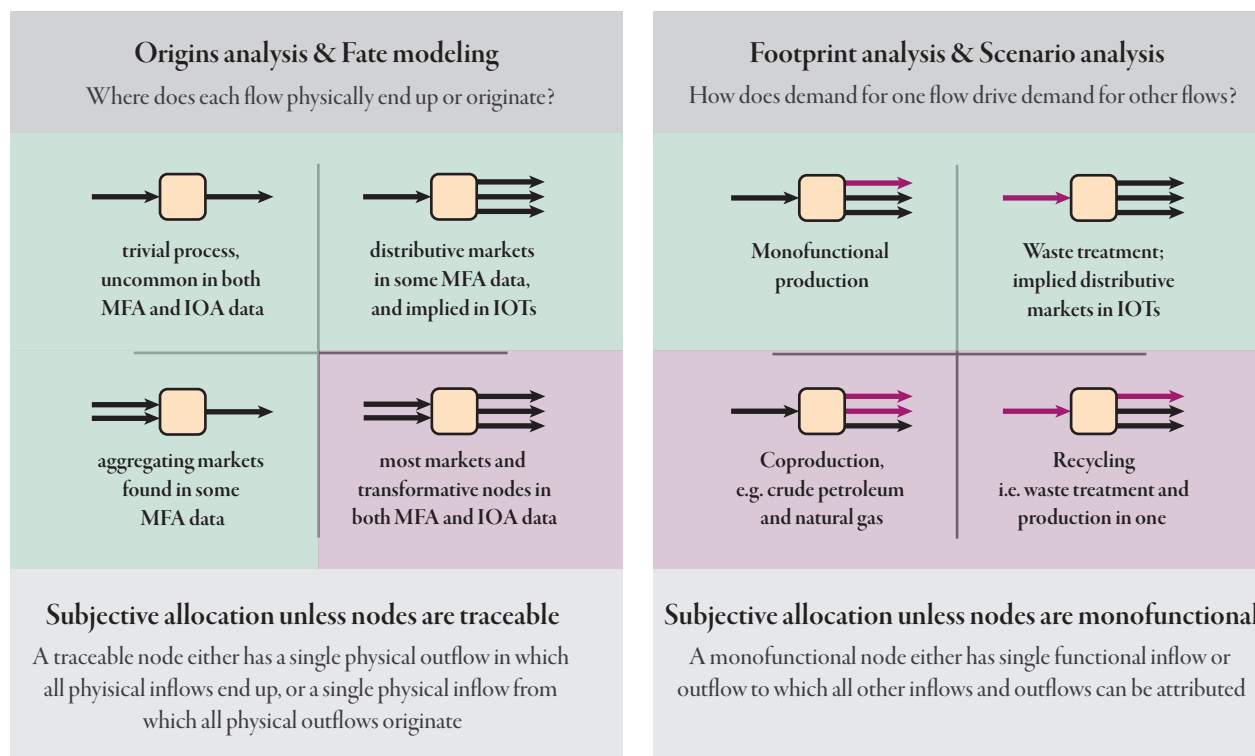 Origins analysis & Fate modeling
Where does each flow physically end up or originate?
trivial process,
uncommon in both
MFA and IOA data
distributive markets
in some MFA data,
and implied in IOTs
aggregating markets
found in some
MFA data
most markets and
transformative nodes in
both MFA and IOA data
Subjective allocation unless nodes are traceable
A traceable node either has a single physical outflow in which
all phyisical inflows end up, or a single physical inflow from
which all physical outflows originate
Footprint analysis & Scenario analysis
How does demand for one flow drive demand for other flows?
Monofunctional
production
Waste treatment;
implied distributive
markets in IOTs
Coproduction,
e.g. crude petroleum
and natural gas
Recycling
i.e. waste treatment and
production in one
Subjective allocation unless nodes are monofunctional
A monofunctional node either has single functional inflow or
outflow to which all other inflows and outflows can be attributed